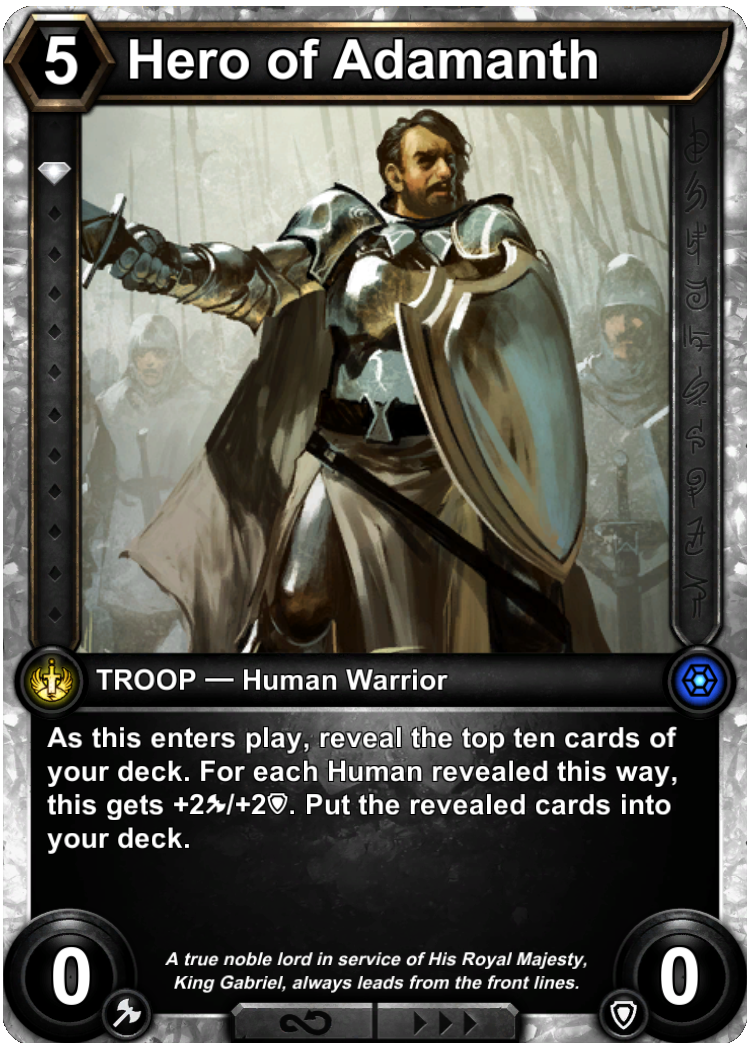 5 Hero of Adamanth
TROOP — Human Warrior
As this enters play, reveal the top ten cards of
your deck. For each Human revealed this way,
this gets +2/+2. Put the revealed cards into
your deck.
A true noble lord in service of His Royal Majesty,
King Gabriel, always leads from the front lines.
0 0